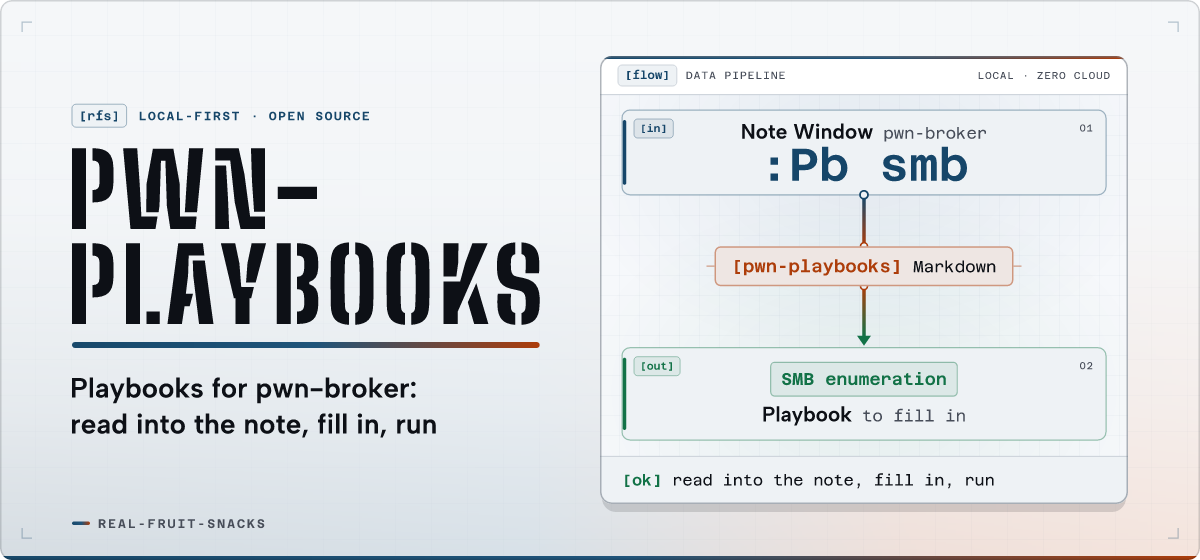 [rfs] LOCAL-FIRST · OPEN SOURCE
PWN-
PLAYBOOKS
Playbooks for pwn-broker:
read into the note, fill in, run
REAL-FRUIT-SNACKS
[flow] DATA PIPELINE LOCAL · ZERO CLOUD
[in] Note Window pwn-broker 01
:Pb smb
[pwn-playbooks] Markdown
[out] SMB enumeration 02
Playbook to fill in
[ok] read into the note, fill in, run